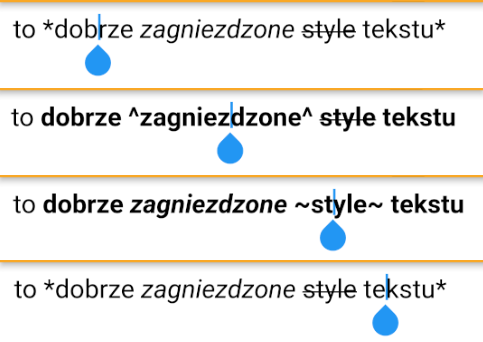 to *dobrze zagniezdzone style tekstu*
to dobrze ^zagniezdzone^ style tekstu
to dobrze zagniezdzone ~style~ tekstu
to *dobrze zagniezdzone style tekstu*